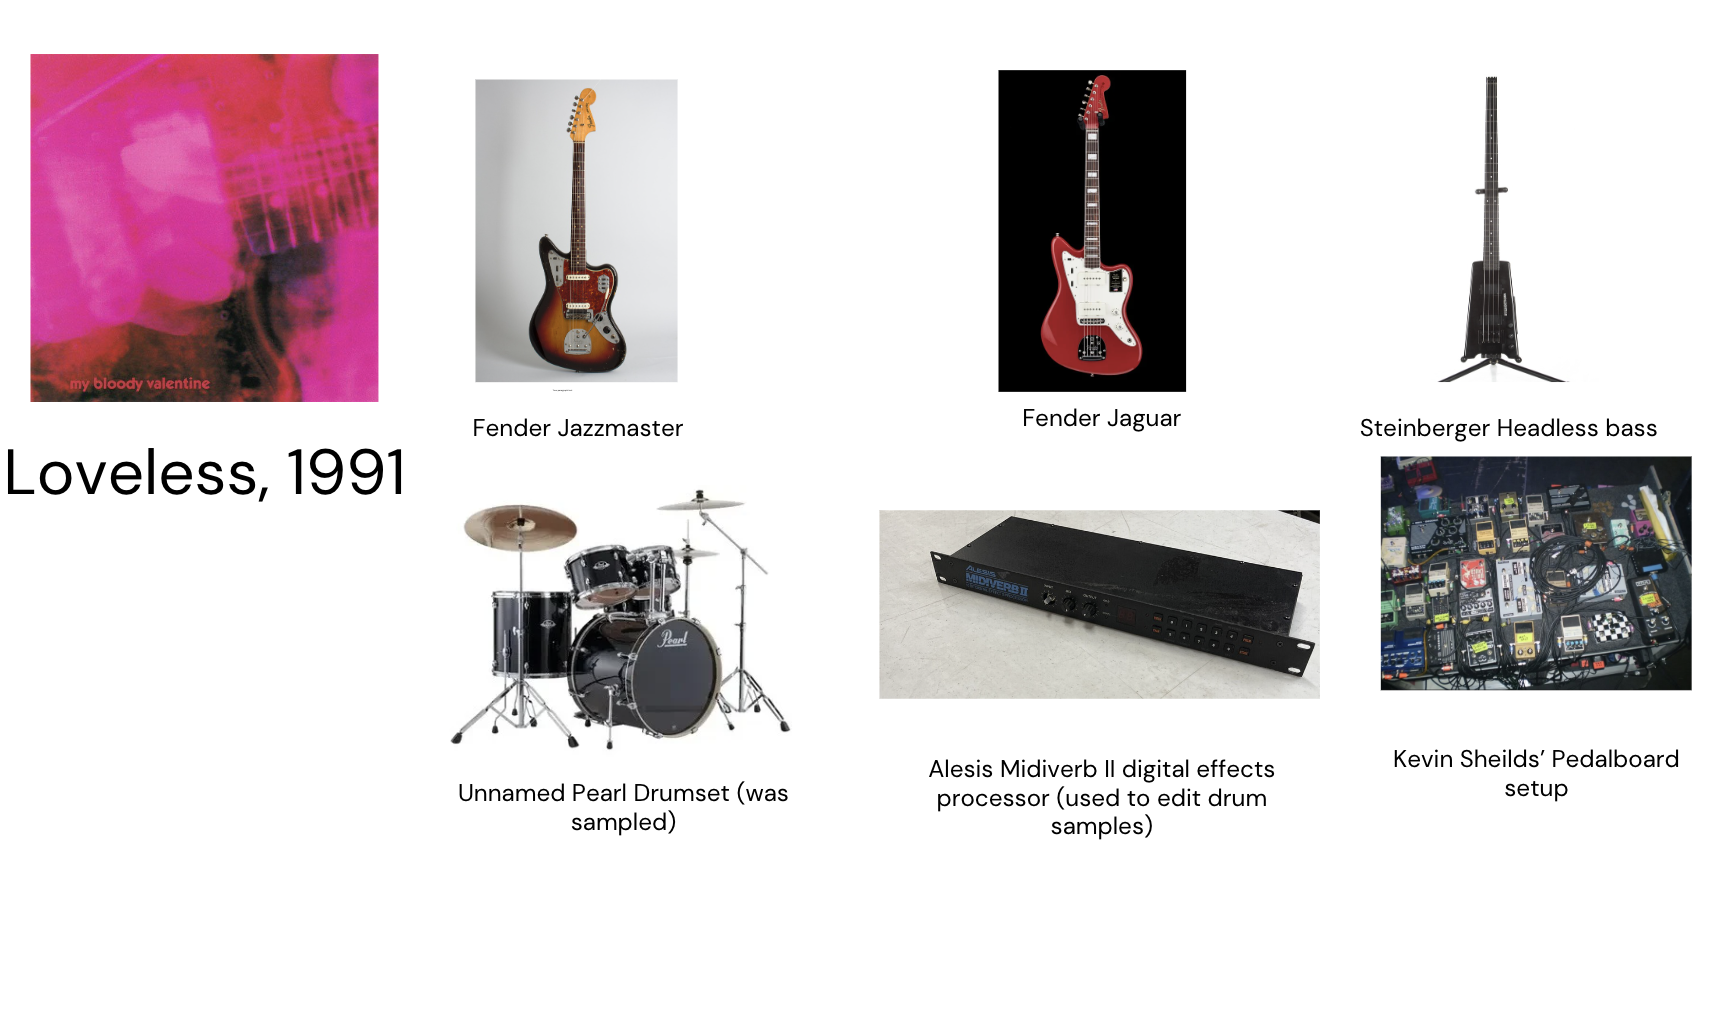 my bloody valentine
Loveless, 1991
Fender Jazzmaster
Fender Jaguar
Steinberger Headless bass
Pearl
Unnamed Pearl Drumset (was
sampled)
ALESIS
MIDIVERB II
Alesis Midiverb II digital effects
processor (used to edit drum
samples)
Kevin Sheilds’ Pedalboard
setup